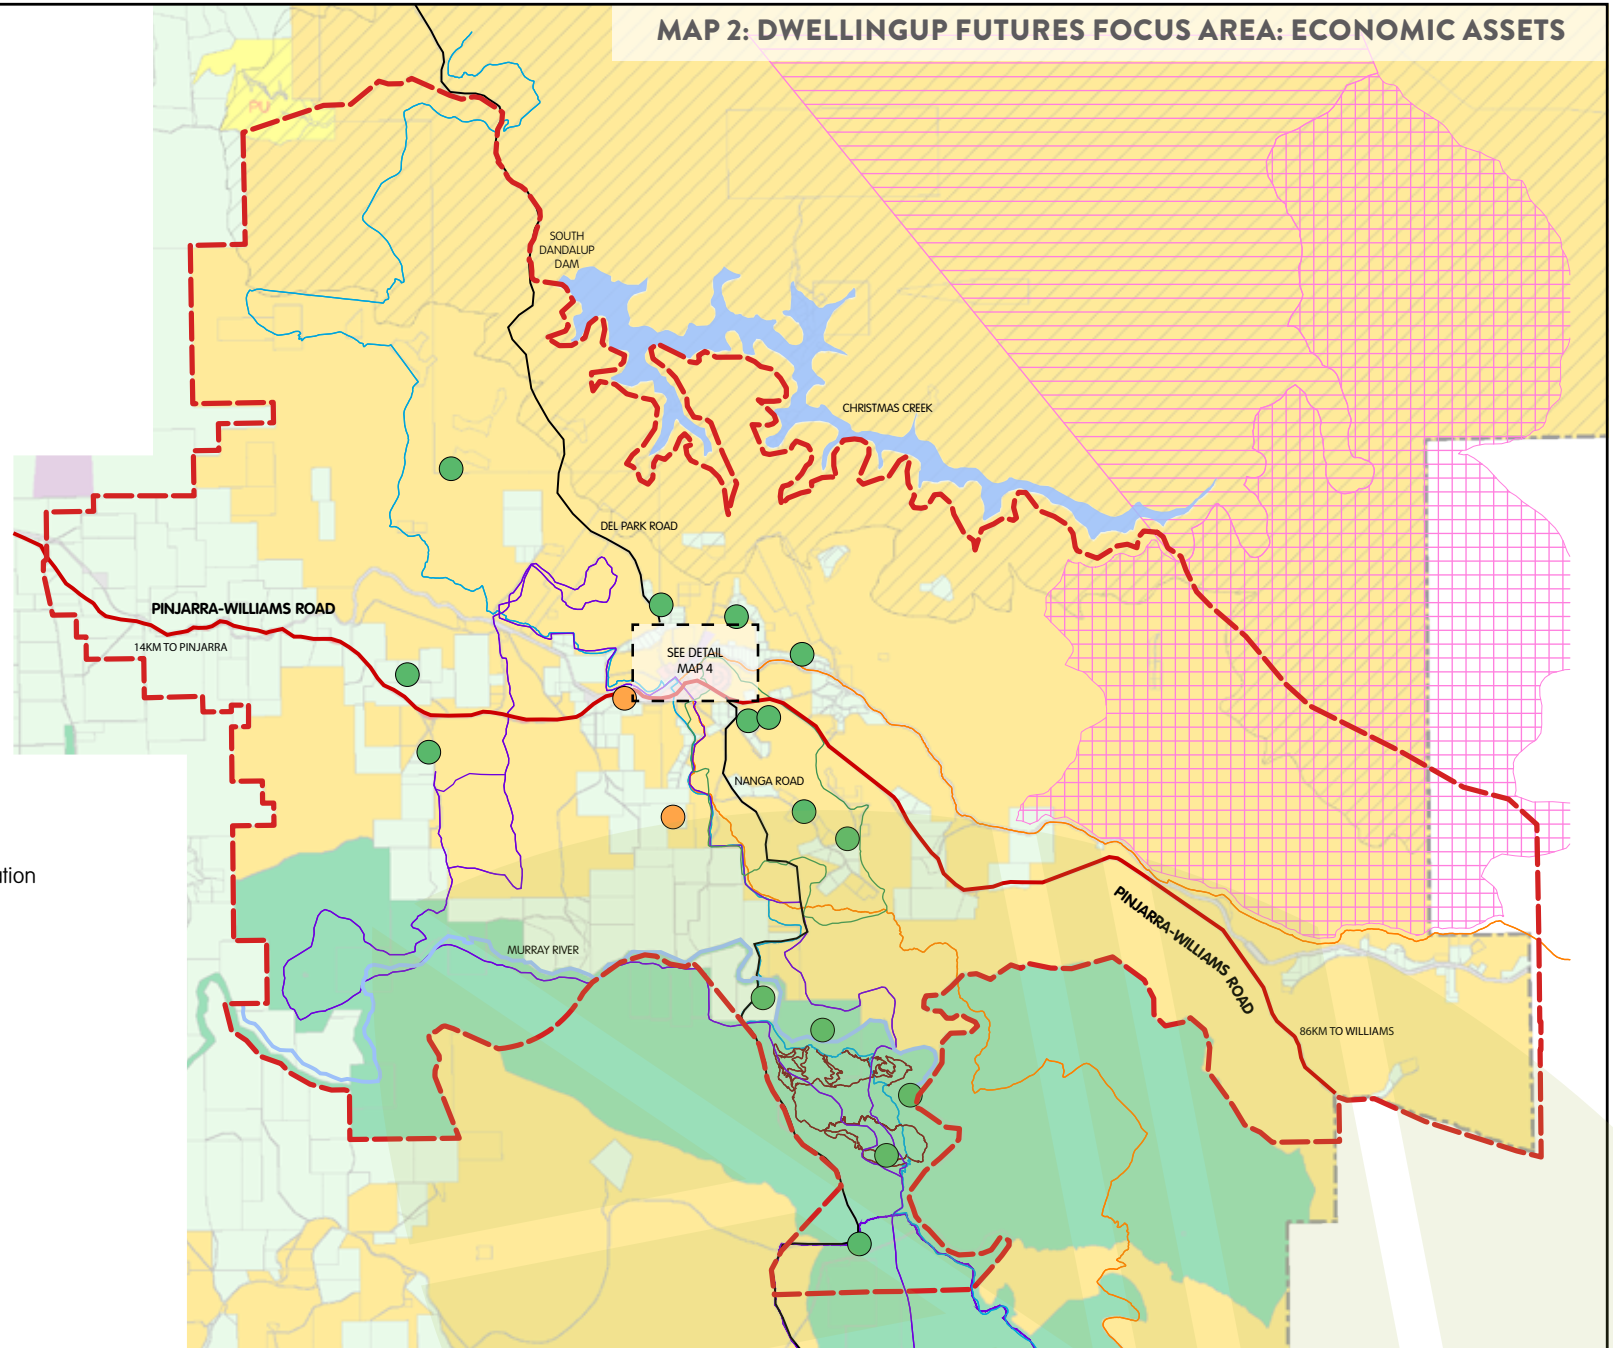 MAP 2: DWELLINGUP FUTURES FOCUS AREA: ECONOMIC ASSETS
PU
SOUTH
DANDALUP
DAM
CHRISTMAS CREEK
DEL PARK ROAD
PINJARRA-WILLIAMS ROAD
14KM TO PINJARRA
SEE DETAIL
MAP 4
NANGA ROAD
MURRAY RIVER
PINJARRA-WILLIAMS ROAD
86KM TO WILLIAMS